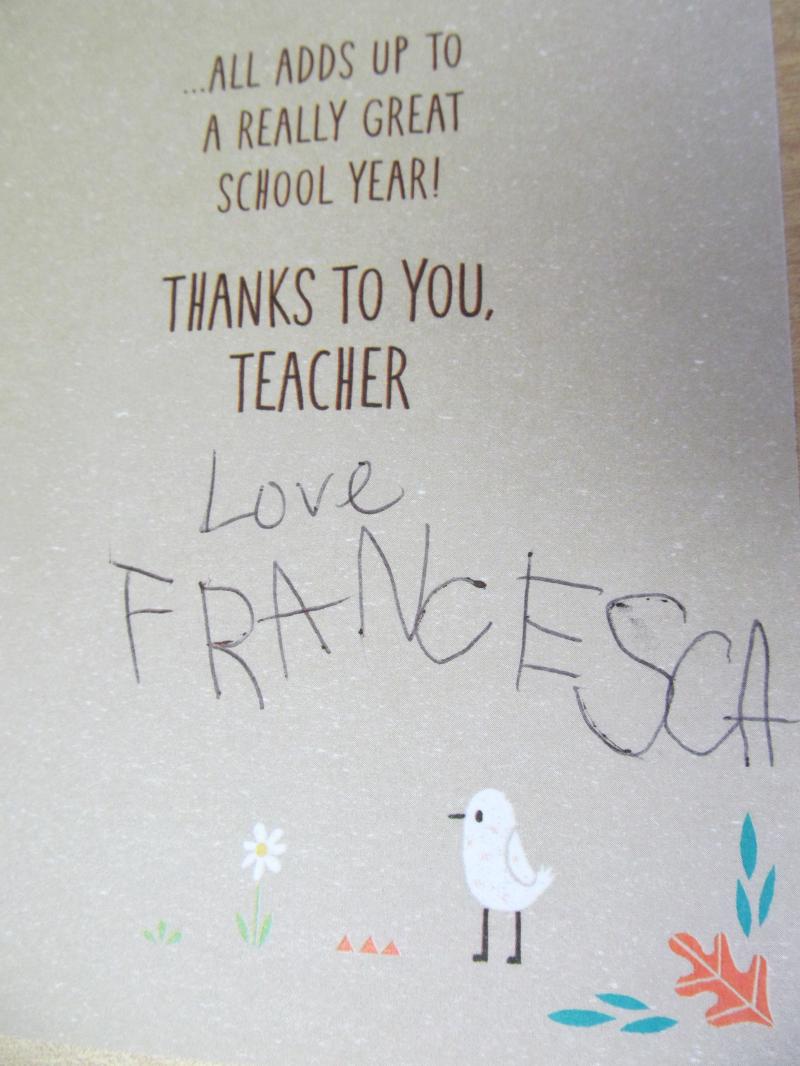 ...ALL ADDS UP TO
A REALLY GREAT
SCHOOL YEAR!
THANKS TO YOU,
TEACHER
Love
FRANCESCA